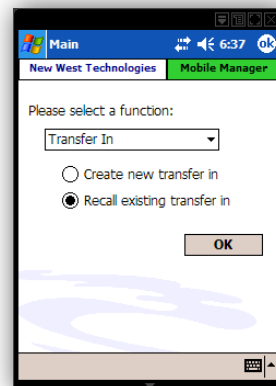 Main 6:37 ok
New West Technologies Mobile Manager
Please select a function:
Transfer In
Create new transfer in
Recall existing transfer in
OK